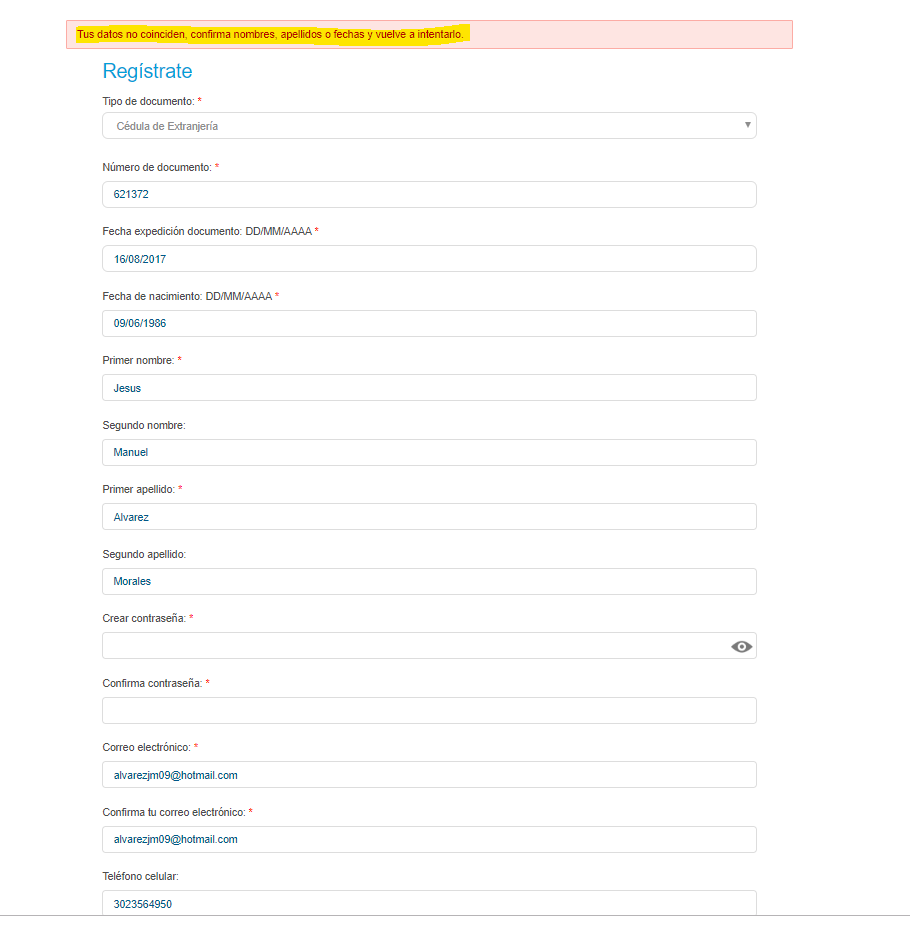 Tus datos no coinciden, confirma nombres, apellidos o fechas y vuelve a intentarlo.
Regístrate
Tipo de documento: *
Cédula de Extranjería
Número de documento: *
621372
Fecha expedición documento: DD/MM/AAAA *
16/08/2017
Fecha de nacimiento: DD/MM/AAAA *
09/06/1986
Primer nombre: *
Jesus
Segundo nombre:
Manuel
Primer apellido: *
Alvarez
Segundo apellido:
Morales
Crear contraseña: *
Confirma contraseña: *
Correo electrónico: *
alvarezjm09@hotmail.com
Confirma tu correo electrónico: *
alvarezjm09@hotmail.com
Teléfono celular:
3023564950